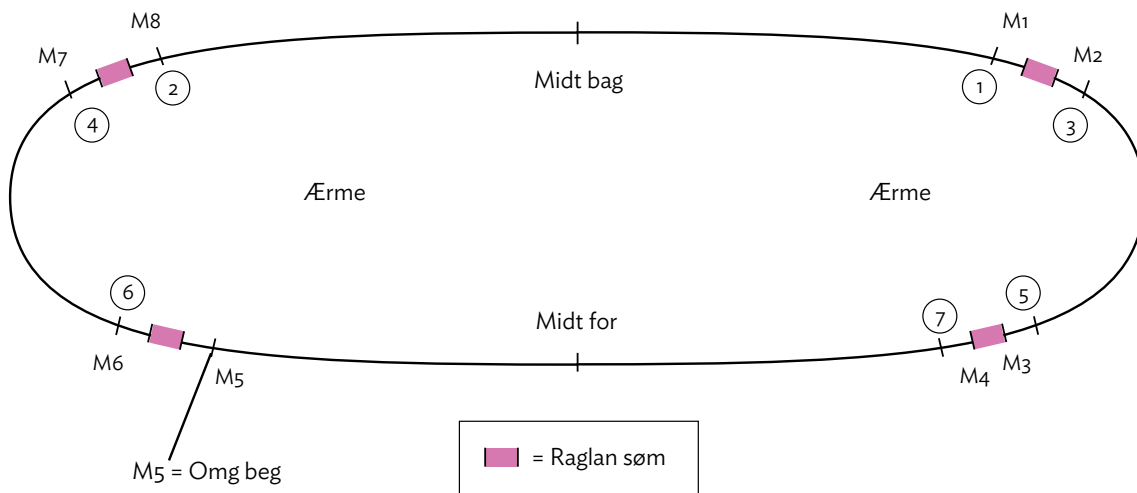 M8
M1
M7
M2
Midt bag
2
1
4
3
Ærme
Ærme
6
5
7
Midt for
M6
M5
M4
M3
M5 = Omg beg
= Raglan søm